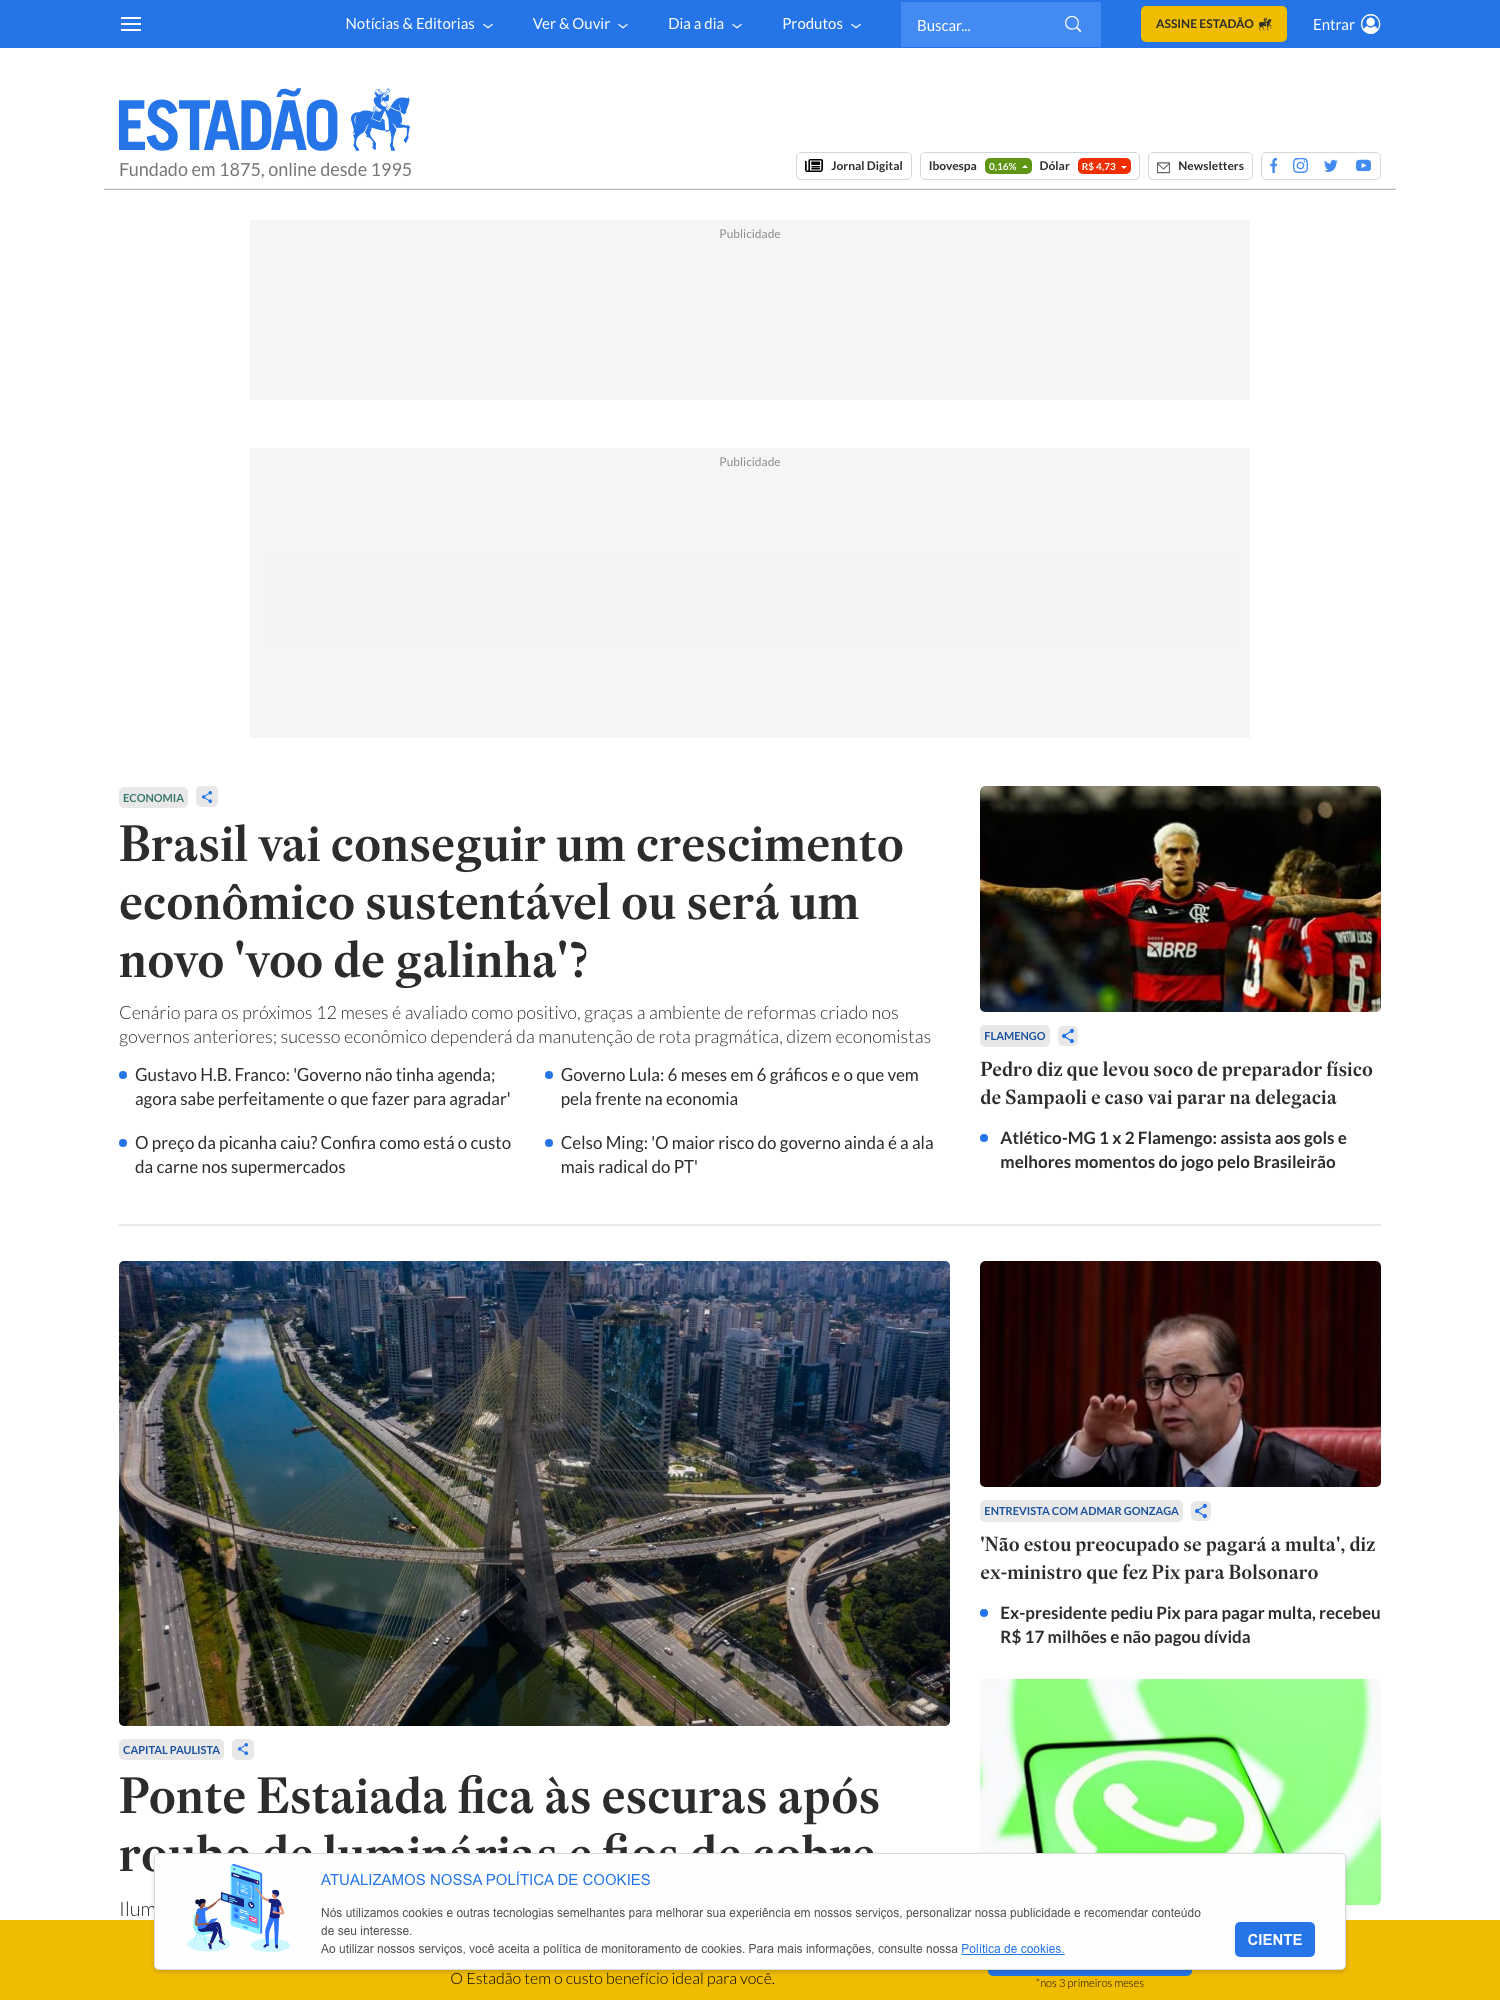 Notícias & Editorias
Ver & Ouvir
Dia a dia
Produtos
Buscar...
ASSINE ESTADÃO
Entrar
ESTADÃO
Fundado em 1875, online desde 1995
Jornal Digital
Ibovespa 0,16% Dólar R$ 4,73
Newsletters
Publicidade
Publicidade
ECONOMIA
Brasil vai conseguir um crescimento
econômico sustentável ou será um
novo 'voo de galinha'?
Cenário para os próximos 12 meses é avaliado como positivo, graças a ambiente de reformas criado nos
governos anteriores; sucesso econômico dependerá da manutenção de rota pragmática, dizem economistas
Gustavo H.B. Franco: 'Governo não tinha agenda;
agora sabe perfeitamente o que fazer para agradar'
Governo Lula: 6 meses em 6 gráficos e o que vem
pela frente na economia
O preço da picanha caiu? Confira como está o custo
da carne nos supermercados
Celso Ming: 'O maior risco do governo ainda é a ala
mais radical do PT'
BRB
AYRTON LUCAS
6
FLAMENGO
Pedro diz que levou soco de preparador físico
de Sampaoli e caso vai parar na delegacia
Atlético-MG 1 x 2 Flamengo: assista aos gols e
melhores momentos do jogo pelo Brasileirão
CAPITAL PAULISTA
Ponte Estaiada fica às escuras após
roubo de luminárias e fios de cobre
Ilum
ENTREVISTA COM ADMAR GONZAGA
'Não estou preocupado se pagará a multa', diz
ex-ministro que fez Pix para Bolsonaro
Ex-presidente pediu Pix para pagar multa, recebeu
R$ 17 milhões e não pagou dívida
ATUALIZAMOS NOSSA POLÍTICA DE COOKIES
Nós utilizamos cookies e outras tecnologias semelhantes para melhorar sua experiência em nossos serviços, personalizar nossa publicidade e recomendar conteúdo
de seu interesse.
Ao utilizar nossos serviços, você aceita a política de monitoramento de cookies. Para mais informações, consulte nossa Política de cookies.
CIENTE
O Estadão tem o custo benefício ideal para você.
*nos 3 primeiros meses